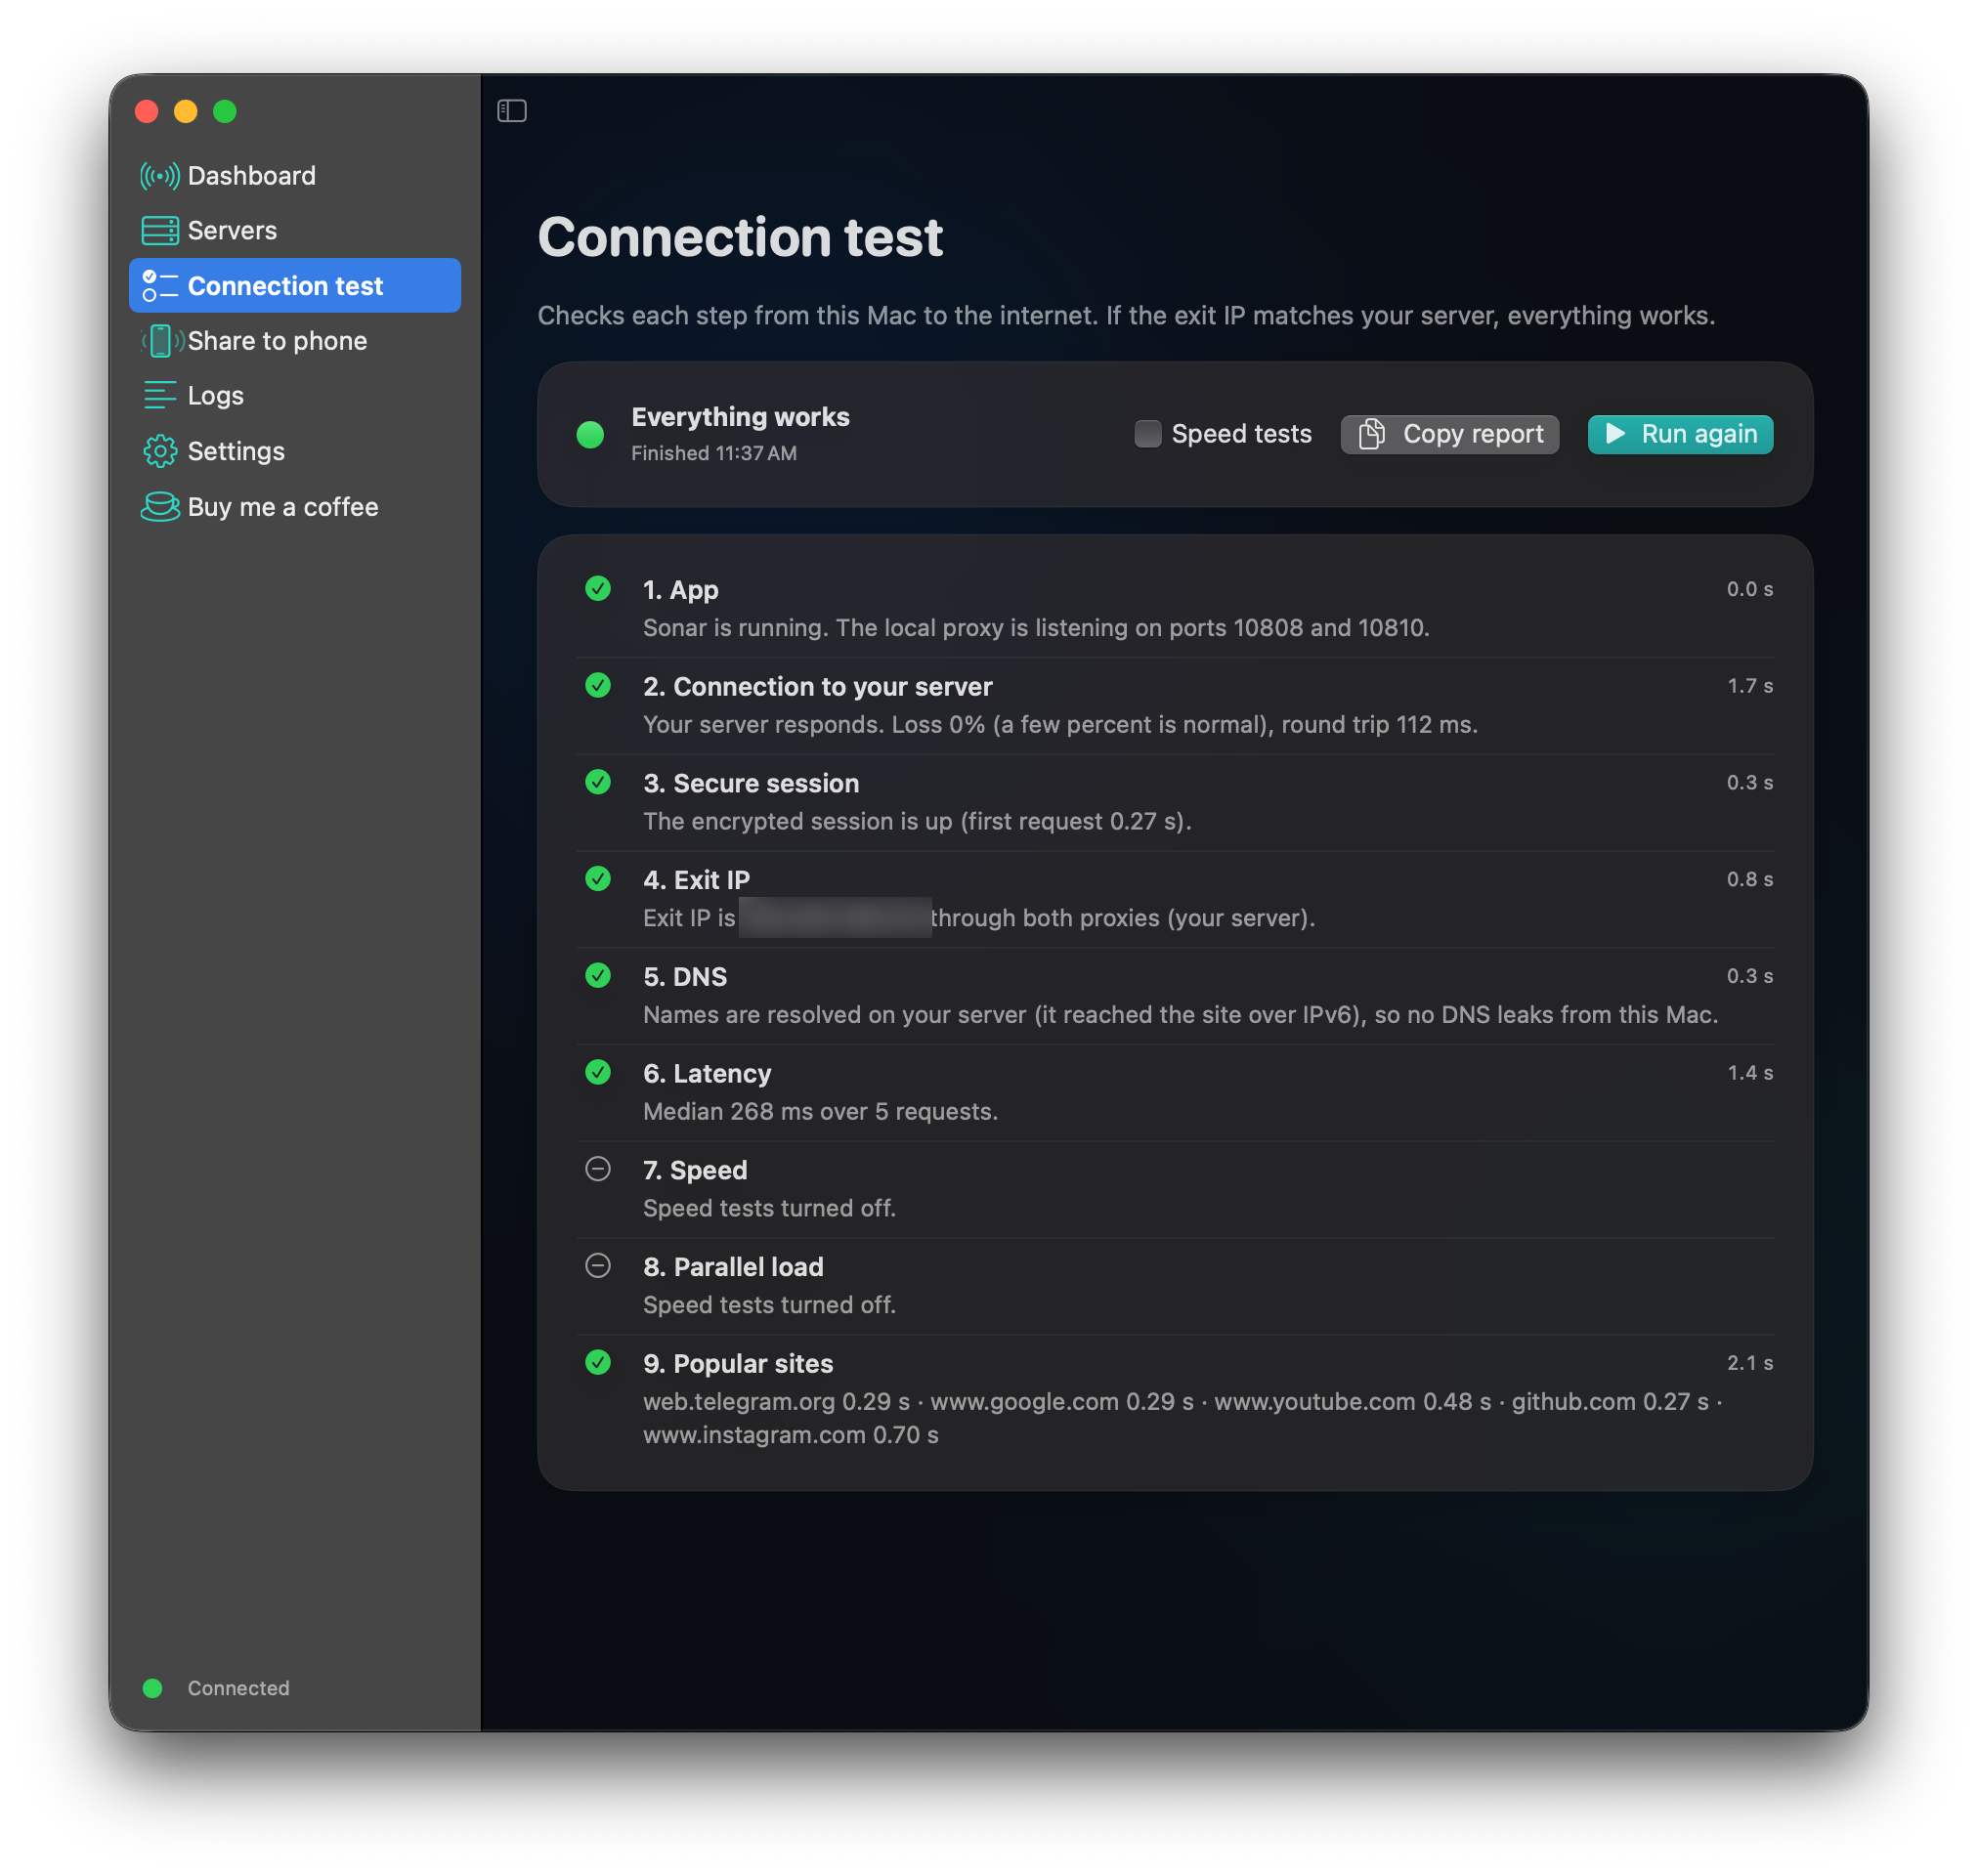 Dashboard
Servers
Connection test
Share to phone
Logs
Settings
Buy me a coffee
Connected
Connection test
Checks each step from this Mac to the internet. If the exit IP matches your server, everything works.
Everything works
Finished 11:37 AM
Speed tests
Copy report
Run again
1. App
0.0 s
Sonar is running. The local proxy is listening on ports 10808 and 10810.
2. Connection to your server
1.7 s
Your server responds. Loss 0% (a few percent is normal), round trip 112 ms.
3. Secure session
0.3 s
The encrypted session is up (first request 0.27 s).
4. Exit IP
0.8 s
Exit IP is through both proxies (your server).
5. DNS
0.3 s
Names are resolved on your server (it reached the site over IPv6), so no DNS leaks from this Mac.
6. Latency
1.4 s
Median 268 ms over 5 requests.
7. Speed
Speed tests turned off.
8. Parallel load
Speed tests turned off.
9. Popular sites
2.1 s
web.telegram.org 0.29 s · www.google.com 0.29 s · www.youtube.com 0.48 s · github.com 0.27 s ·
www.instagram.com 0.70 s